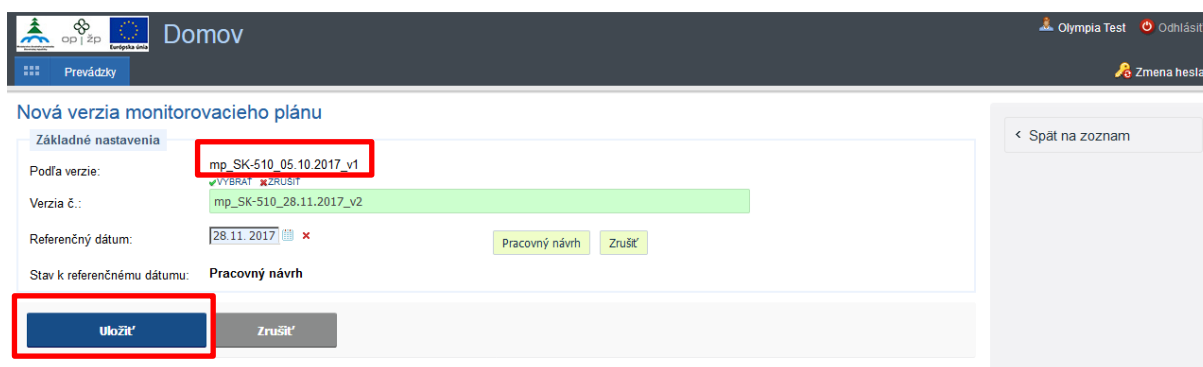 op | žp
Európska únia
Domov
Olympia Test
Odhlásiť
Prevádzky
Zmena hesla
Nová verzia monitorovacieho plánu
Základné nastavenia
Podľa verzie:
mp_SK-510_05.10.2017_v1
VYBRAŤ ZRUŠIŤ
Verzia č.:
mp_SK-510_28.11.2017_v2
Referenčný dátum:
28.11.2017
Pracovný návrh
Zrušiť
Stav k referenčnému dátumu:
Pracovný návrh
Uložiť
Zrušiť
Späť na zoznam